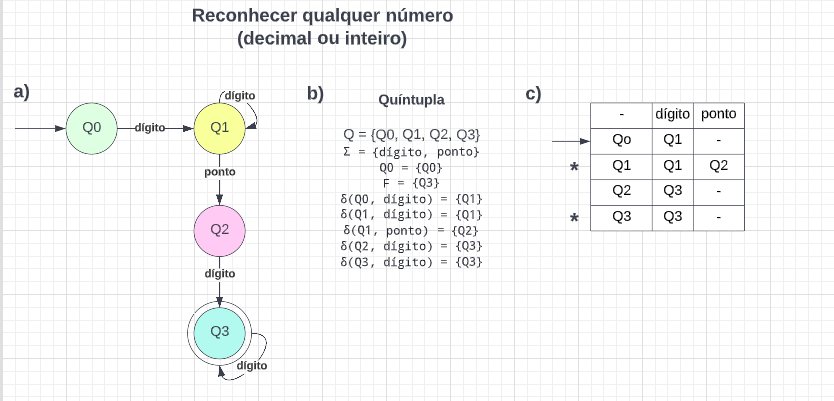 Reconhecer qualquer número
(decimal ou inteiro)
a)
Q0
dígito
Q1
dígito
ponto
Q2
dígito
Q3
dígito
b)
Quíntupla
Q = {Q0, Q1, Q2, Q3}
Σ = {dígito, ponto}
Q0 = {Q0}
F = {Q3}
δ(Q0, dígito) = {Q1}
δ(Q1, dígito) = {Q1}
δ(Q1, ponto) = {Q2}
δ(Q2, dígito) = {Q3}
δ(Q3, dígito) = {Q3}
c)
- dígito ponto
Qo Q1 -
* Q1 Q1 Q2
Q2 Q3 -
* Q3 Q3 -